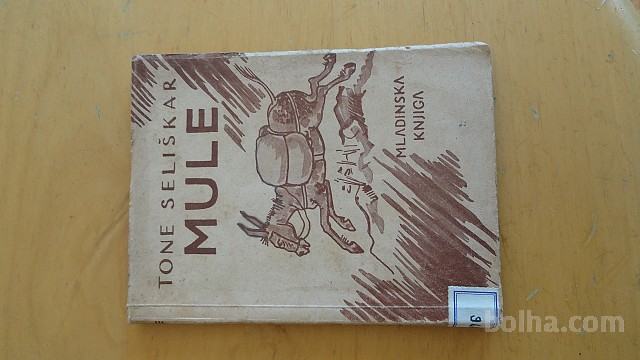 TONE SELIŠKAR
MULE
MLADINSKA
KNJIGA
bolha.com